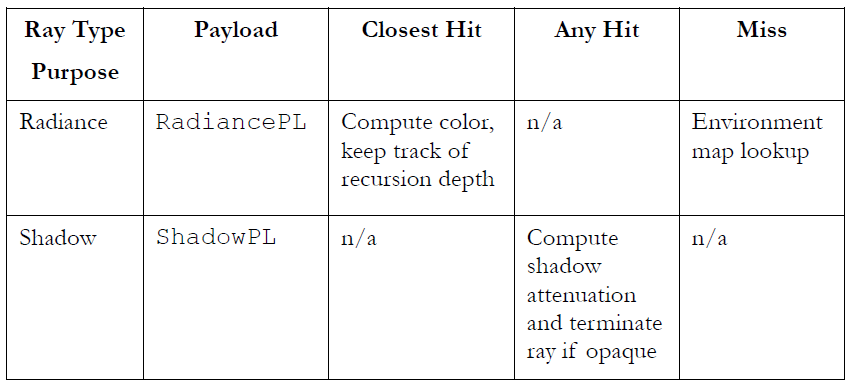 Ray Type
Purpose
Payload
Closest Hit
Any Hit
Miss
Radiance
RadiancePL
Compute color,
keep track of
recursion depth
n/a
Environment
map lookup
Shadow
ShadowPL
n/a
Compute
shadow
attenuation
and terminate
ray if opaque
n/a